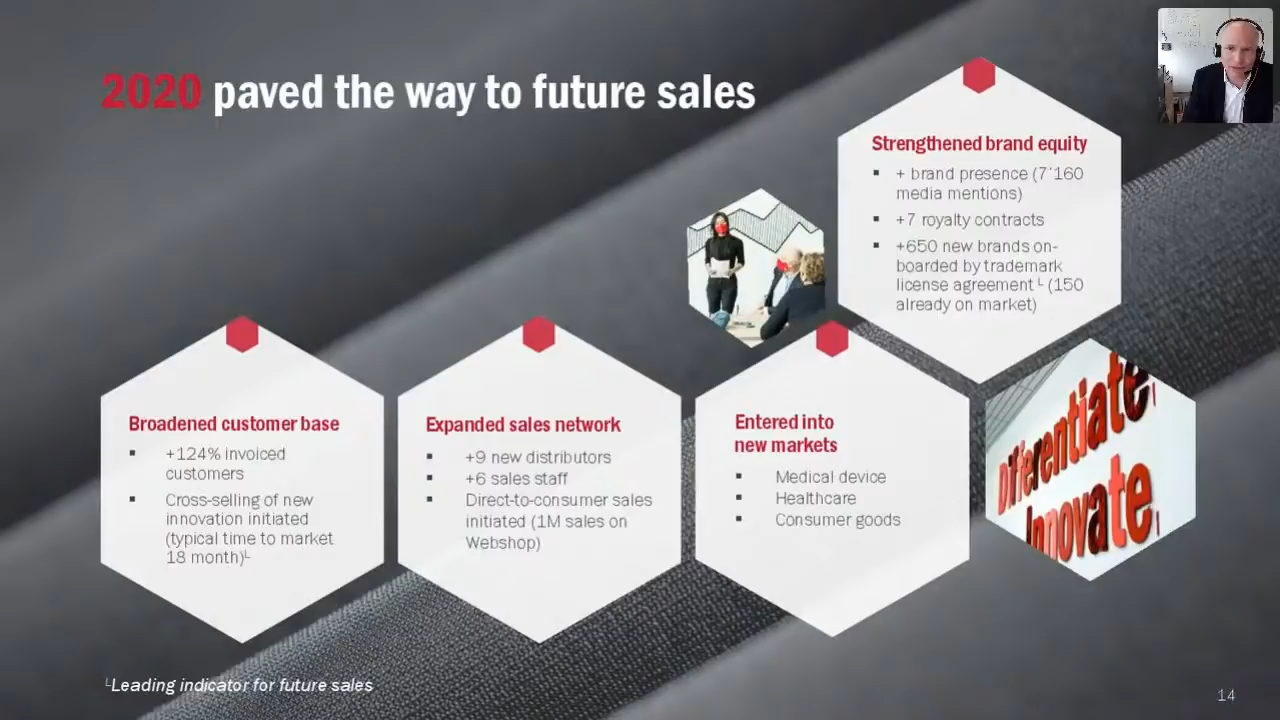 2020 paved the way to future sales
Strengthened brand equity
▪ + brand presence (7'160
media mentions)
▪ +7 royalty contracts
▪ +650 new brands on-
boarded by trademark
license agreement ᴸ (150
already on market)
Broadened customer base
▪ +124% invoiced
customers
▪ Cross-selling of new
innovation initiated
(typical time to market
18 month)ᴸ
Expanded sales network
▪ +9 new distributors
▪ +6 sales staff
▪ Direct-to-consumer sales
initiated (1M sales on
Webshop)
Entered into
new markets
▪ Medical device
▪ Healthcare
▪ Consumer goods
Differentiate
Innovate
ᴸLeading indicator for future sales
14